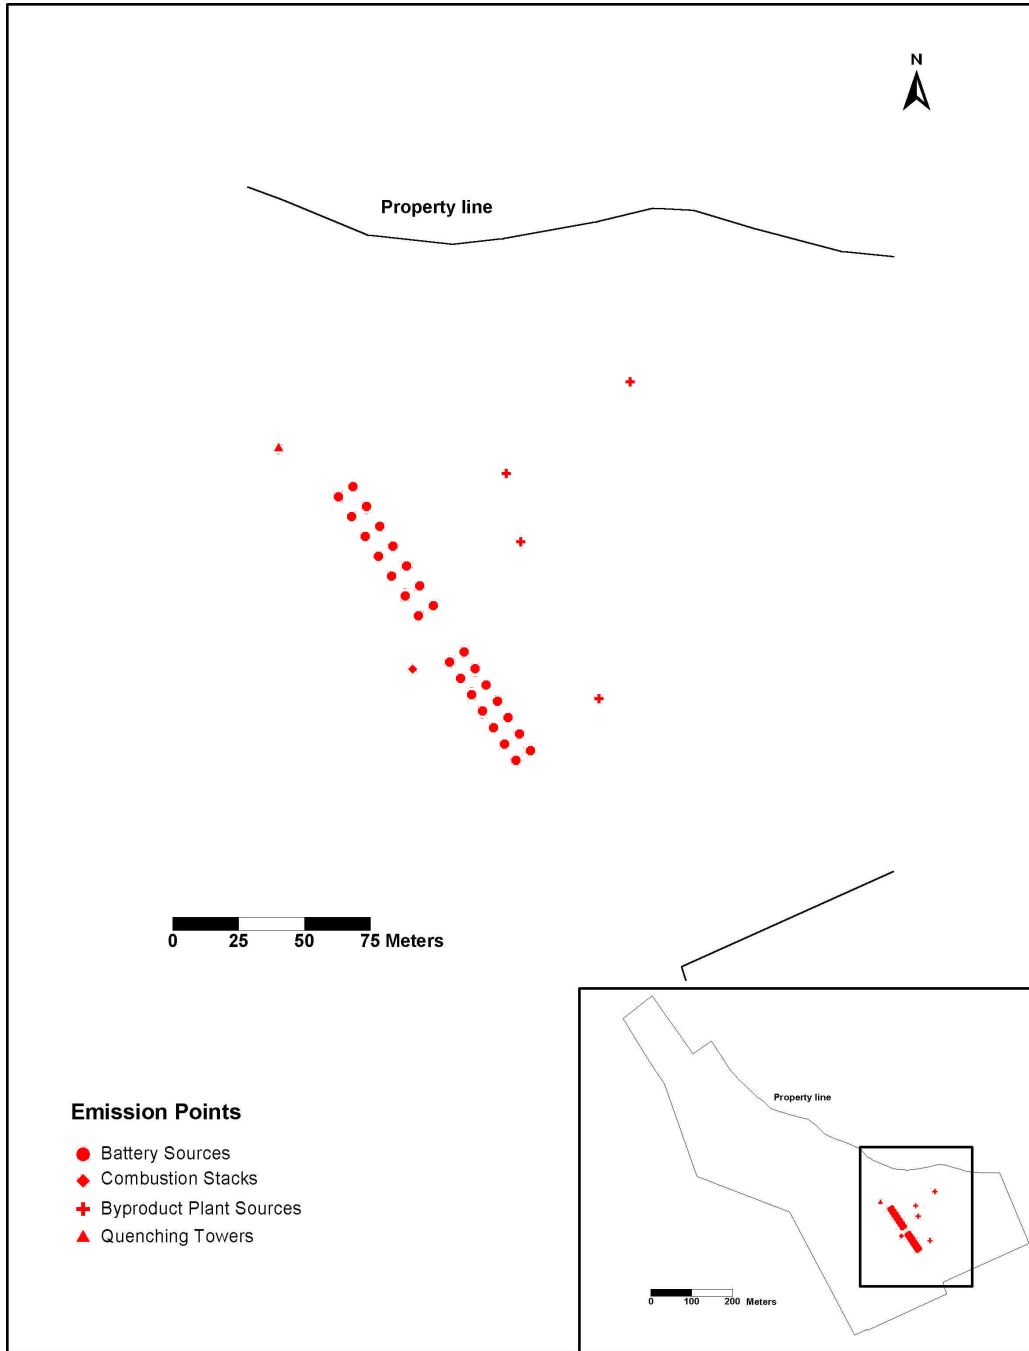 N
Property line
0 25 50 75 Meters
Property line
0 100 200 Meters
Emission Points
Battery Sources
Combustion Stacks
Byproduct Plant Sources
Quenching Towers